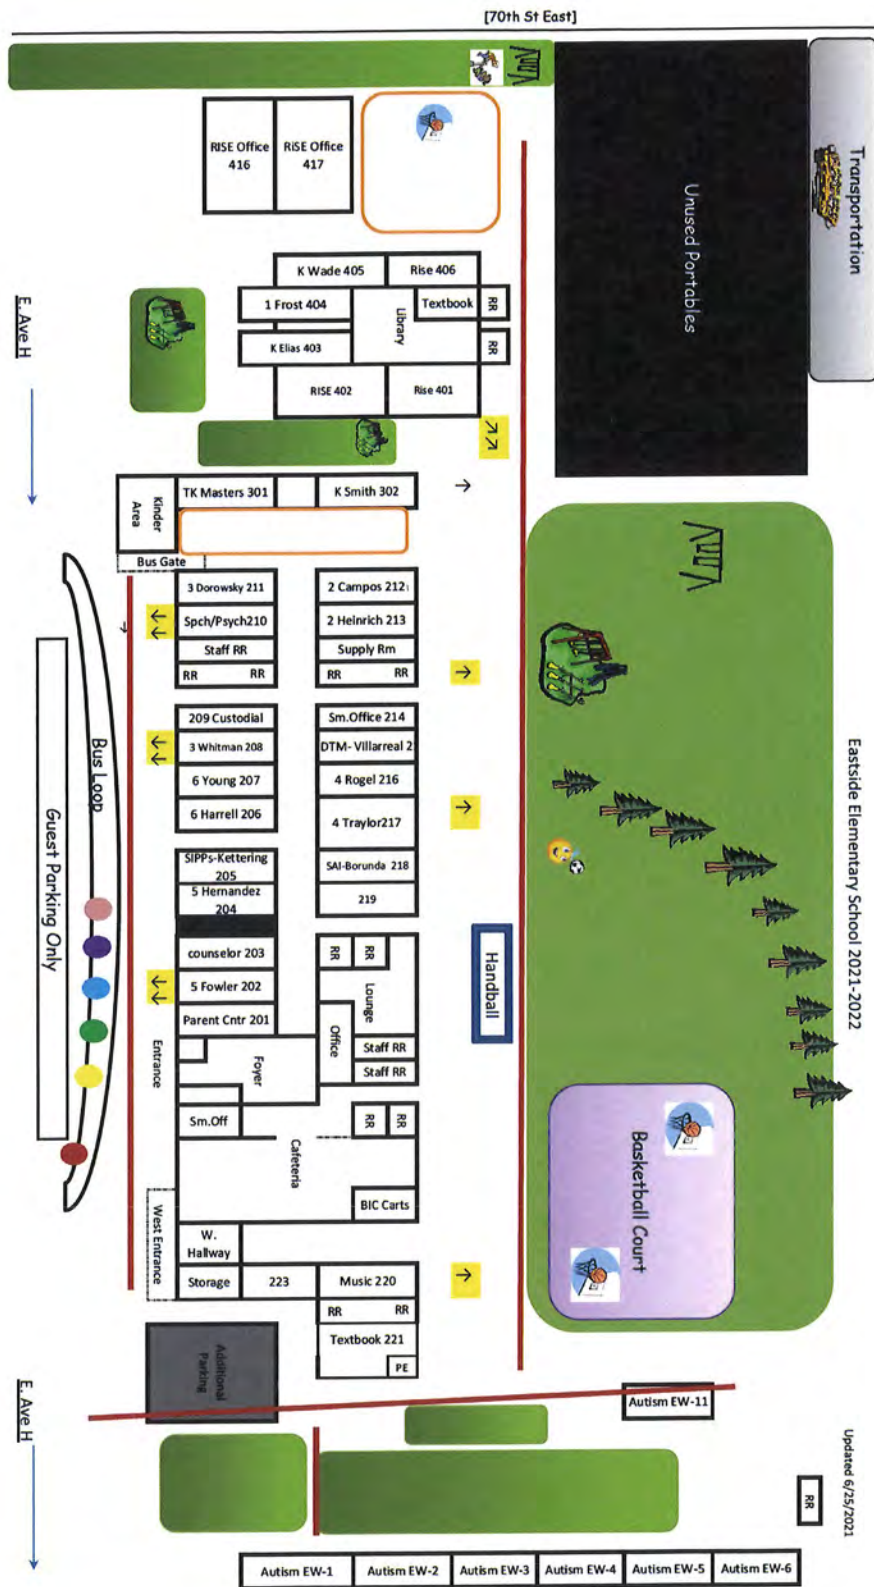 [70th St East]
Transportation
Unused Portables
RISE Office
416
RiSE Office
417
K Wade 405
Rise 406
1 Frost 404
Textbook
RR
Library
K Elias 403
RR
RISE 402
Rise 401
E. Ave H
TK Masters 301
K Smith 302
Kinder
Area
Bus Gate
3 Dorowsky 211
2 Campos 212
Spch/Psych210
2 Heinrich 213
Staff RR
Supply Rm
RR
RR
RR
RR
209 Custodial
Sm.Office 214
3 Whitman 208
DTM- Villarreal 2
6 Young 207
4 Rogel 216
6 Harrell 206
4 Traylor217
SIPPs-Kettering
205
SAI-Borunda 218
5 Hernandez
204
219
counselor 203
RR
RR
5 Fowler 202
Lounge
Parent Cntr 201
Office
Staff RR
Staff RR
Entrance
Foyer
Sm.Off
RR
RR
Cafeteria
BIC Carts
West Entrance
W.
Hallway
Storage
223
Music 220
RR
RR
Textbook 221
PE
Bus Loop
Guest Parking Only
Handball
Basketball Court
Eastside Elementary School 2021-2022
Additional
Parking
Autism EW-11
Updated 6/25/2021
RR
E. Ave H
Autism EW-1
Autism EW-2
Autism EW-3
Autism EW-4
Autism EW-5
Autism EW-6